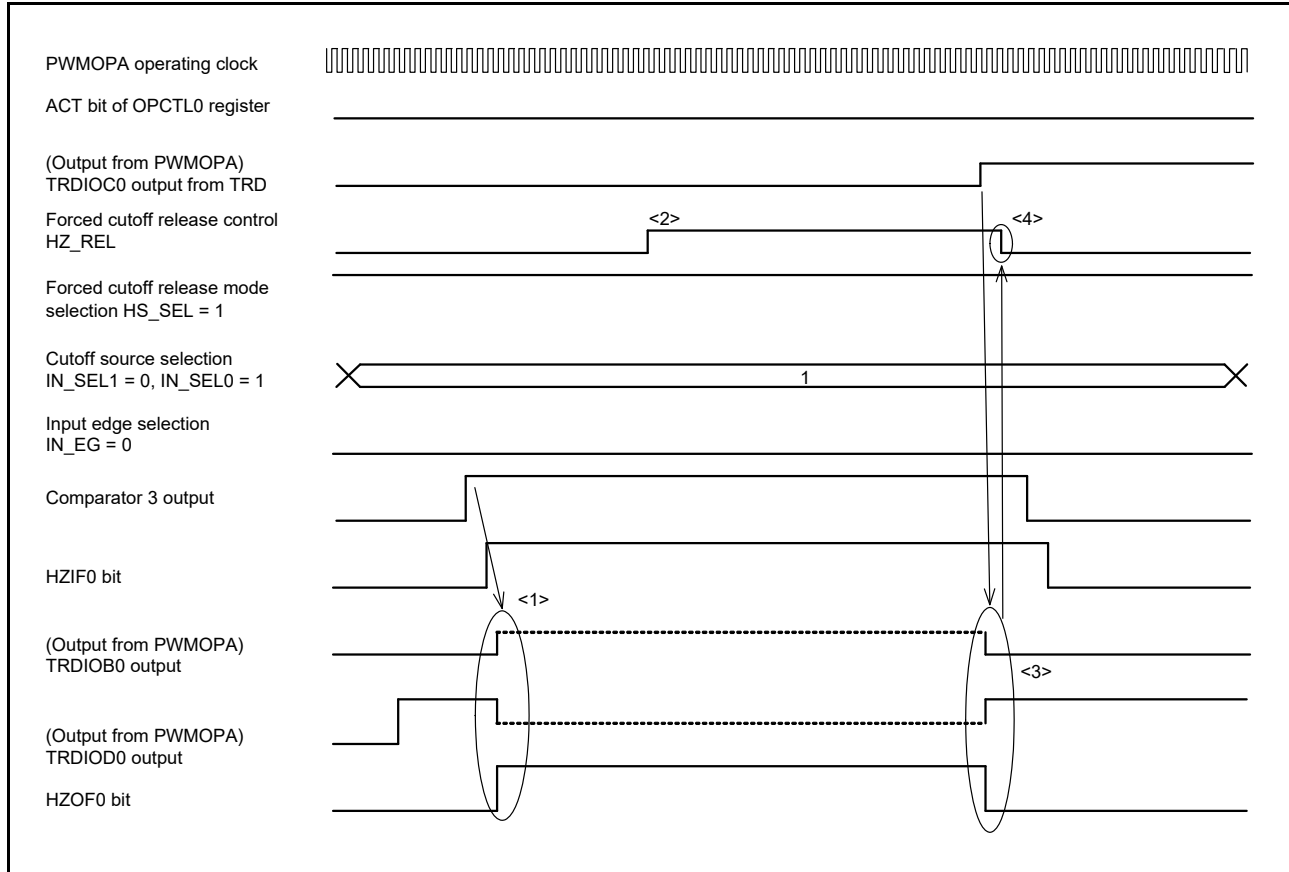 PWMOPA operating clock
ACT bit of OPCTL0 register
(Output from PWMOPA)
TRDIOC0 output from TRD
Forced cutoff release control
HZ_REL
<2>
<4>
Forced cutoff release mode
selection HS_SEL = 1
Cutoff source selection
IN_SEL1 = 0, IN_SEL0 = 1
1
Input edge selection
IN_EG = 0
Comparator 3 output
HZIF0 bit
<1>
(Output from PWMOPA)
TRDIOB0 output
<3>
(Output from PWMOPA)
TRDIOD0 output
HZOF0 bit